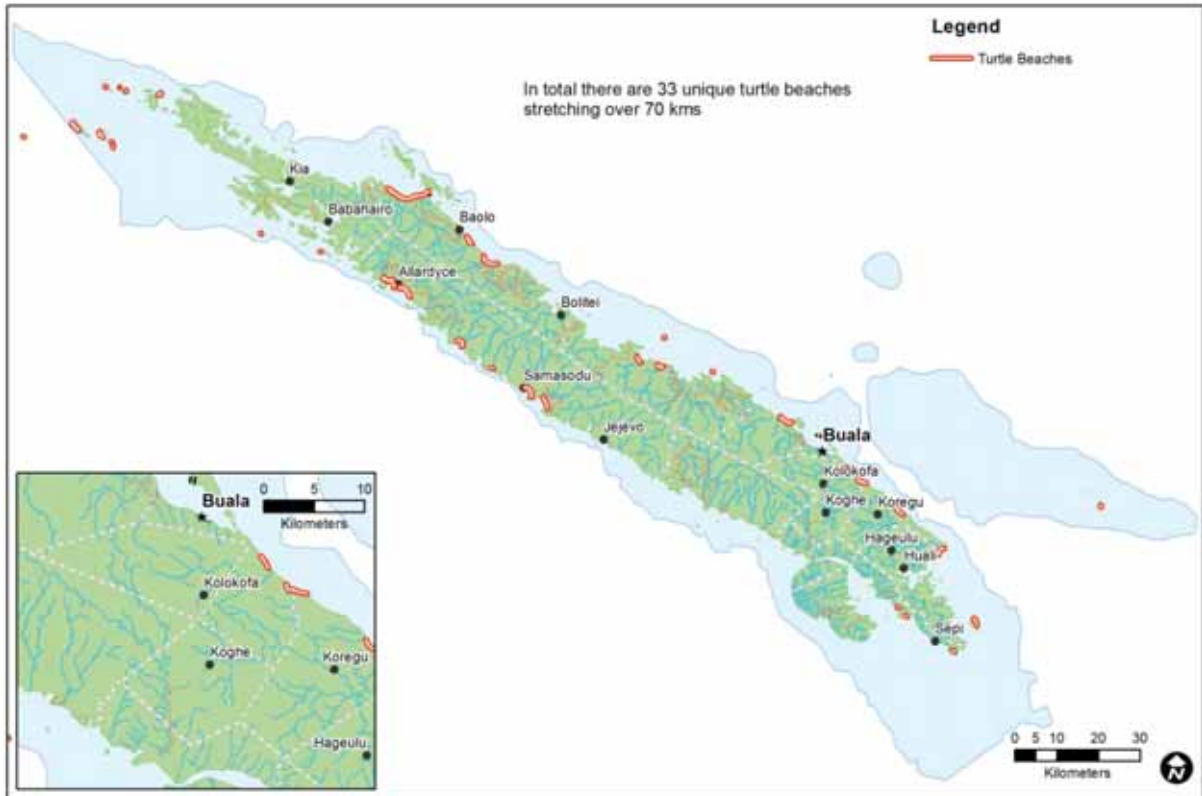 Legend
Turtle Beaches
In total there are 33 unique turtle beaches
stretching over 70 kms
Kia
Babahairo
Baolo
Allardyce
Bolitei
Samasodu
Jejevo
Buala
Kolokofa
Koghe
Koregu
Hageulu
Huali
Sepi
Buala
0 5 10
Kilometers
Kolokofa
Koghe
Koregu
Hageulu
0 5 10 20 30
Kilometers
N